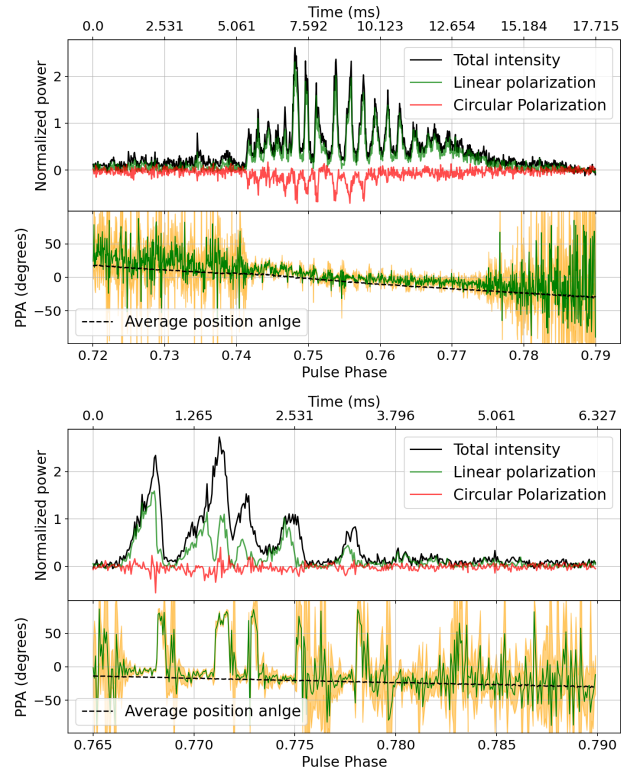 Time (ms)
0.0 2.531 5.061 7.592 10.123 12.654 15.184 17.715
Normalized power
2
1
0
Total intensity
Linear polarization
Circular Polarization
PPA (degrees)
50
0
−50
Average position anlge
0.72 0.73 0.74 0.75 0.76 0.77 0.78 0.79
Pulse Phase
Time (ms)
0.0 1.265 2.531 3.796 5.061 6.327
Normalized power
2
1
0
Total intensity
Linear polarization
Circular Polarization
PPA (degrees)
50
0
−50
Average position anlge
0.765 0.770 0.775 0.780 0.785 0.790
Pulse Phase